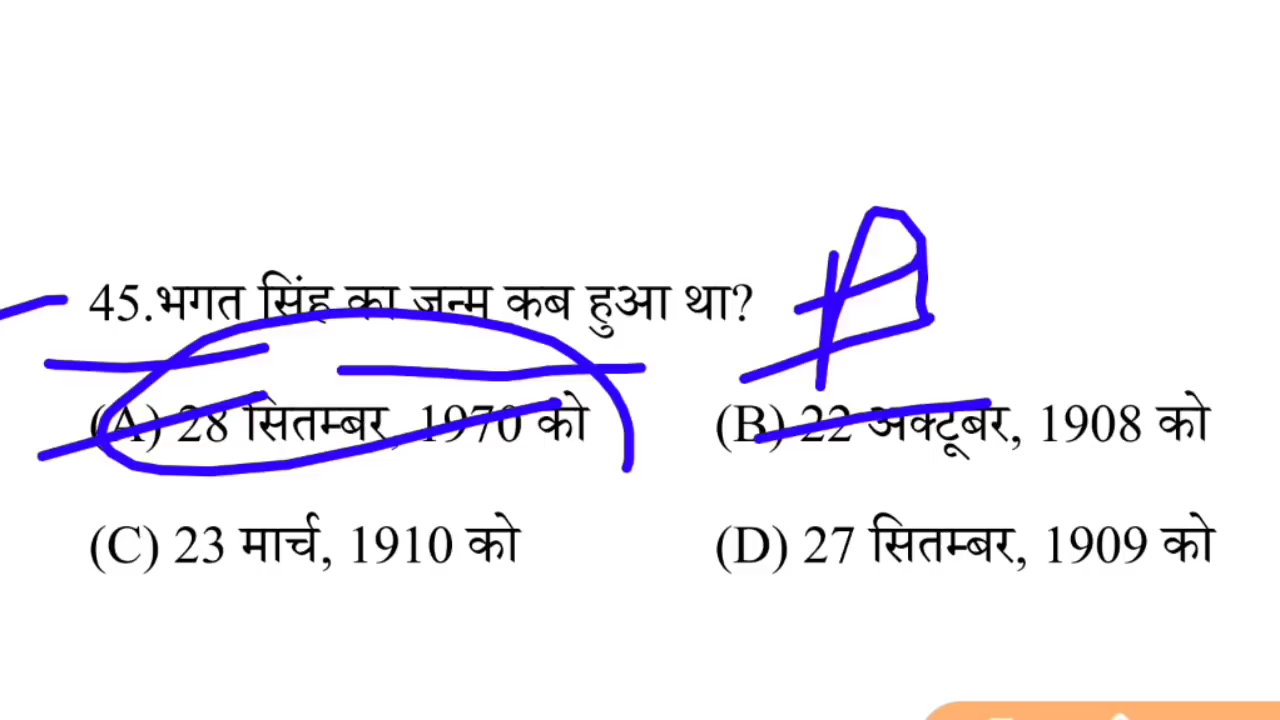 45.भगत सिंह का जन्म कब हुआ था?
(A) 28 सितम्बर, 1970 को (B) 22 अक्टूबर, 1908 को
(C) 23 मार्च, 1910 को (D) 27 सितम्बर, 1909 को